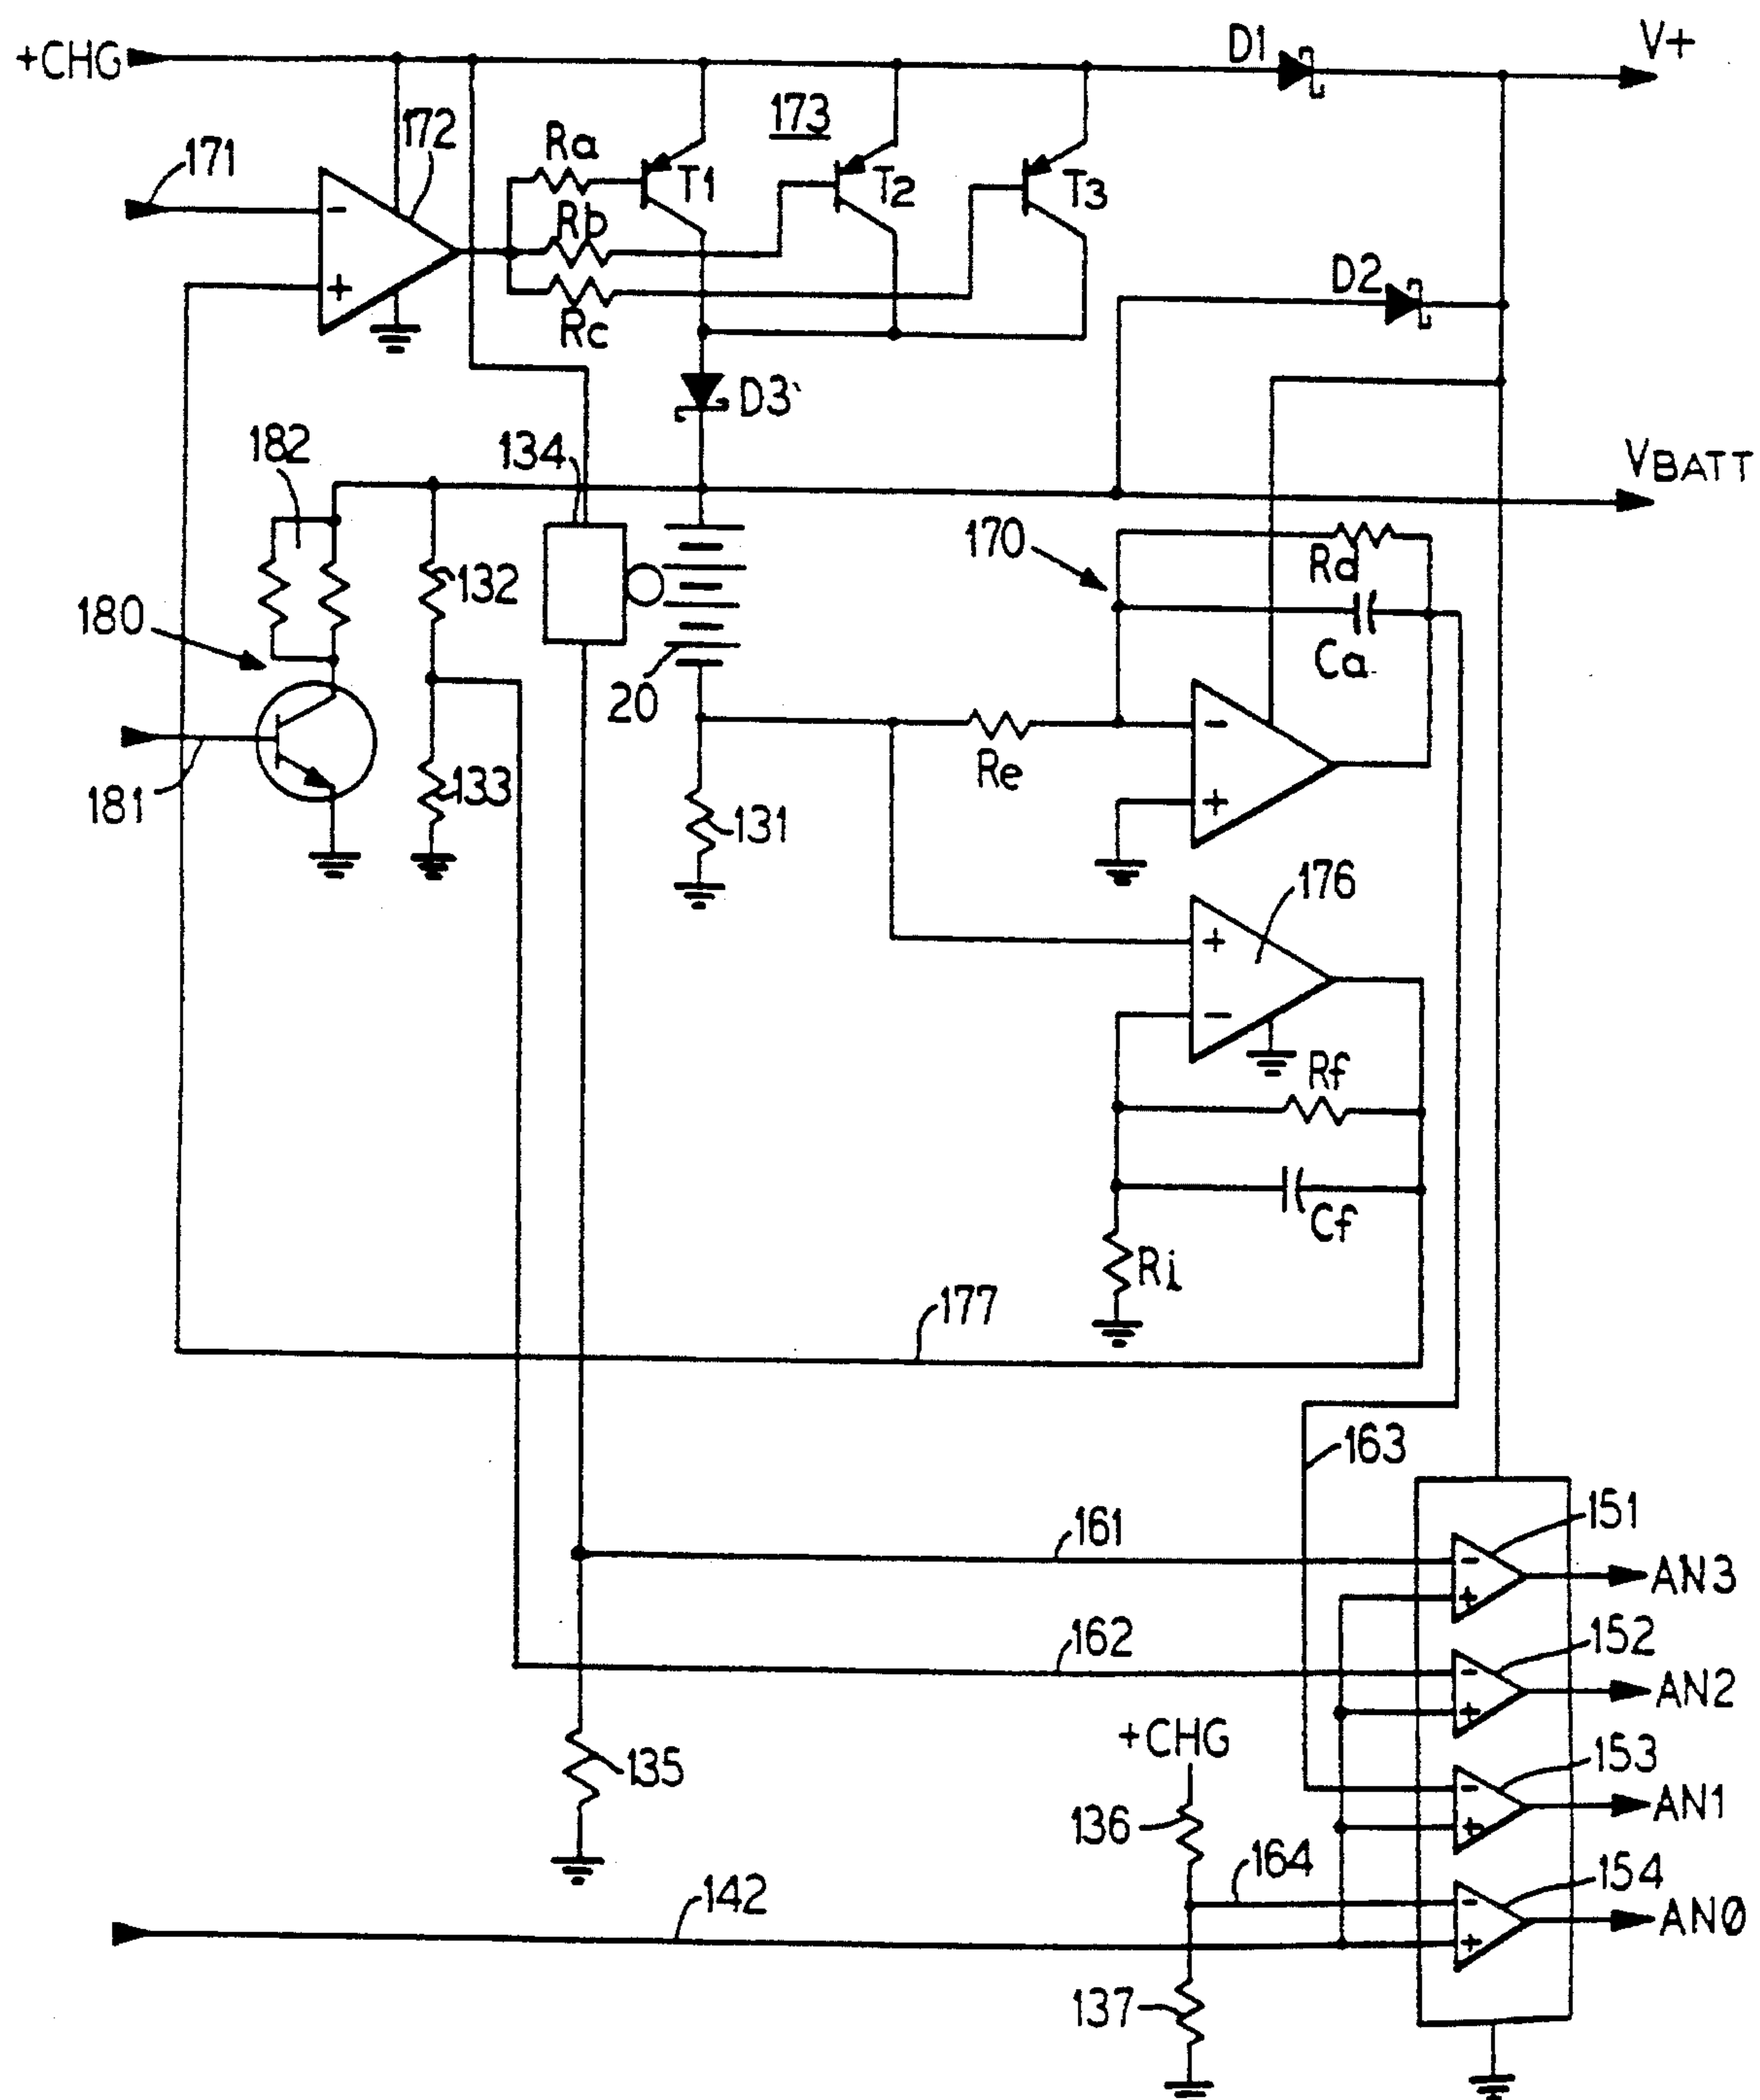 +CHG
D1
V+
171
172
173
Ra
T1
T2
T3
Rb
Rc
-
+
D2
D3
VBATT
182
134
170
Rd
Ca
132
180
20
Re
-
+
181
133
131
176
+
-
Rf
Cf
Ri
177
163
161
151
-
+
AN3
162
152
-
+
AN2
+CHG
153
-
+
AN1
135
136
164
154
-
+
AN0
142
137